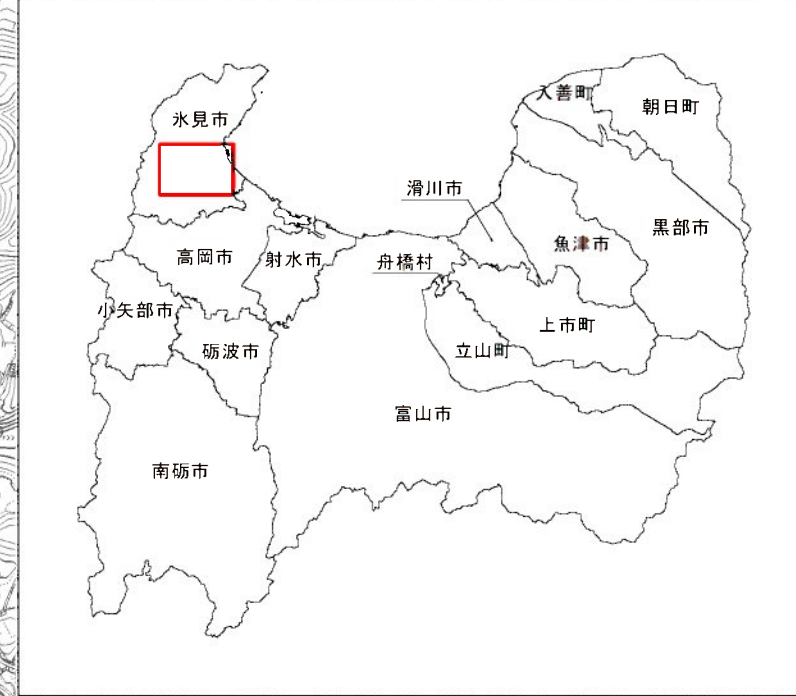 入善町
朝日町
氷見市
滑川市
黒部市
魚津市
高岡市
射水市
舟橋村
小矢部市
上市町
砺波市
立山町
富山市
南砺市